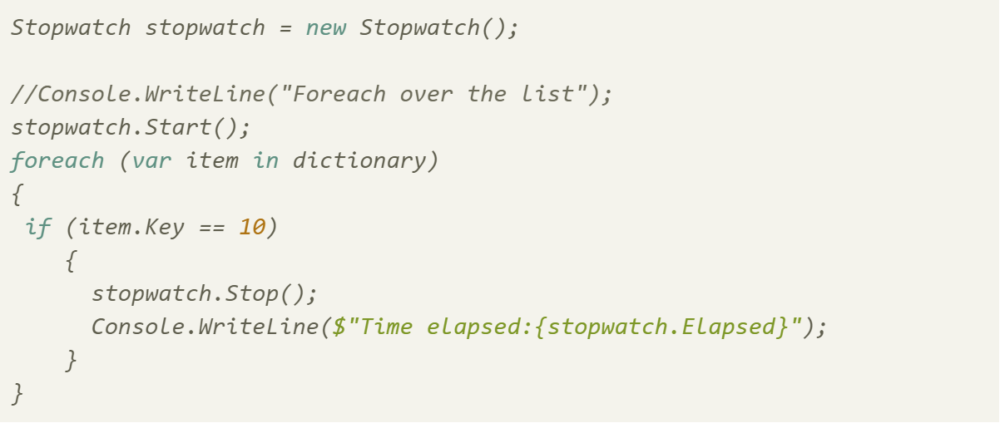 Stopwatch stopwatch = new Stopwatch();

//Console.WriteLine("Foreach over the list");
stopwatch.Start();
foreach (var item in dictionary)
{
 if (item.Key == 10)
    {
      stopwatch.Stop();
      Console.WriteLine($"Time elapsed:{stopwatch.Elapsed}");
    }
}